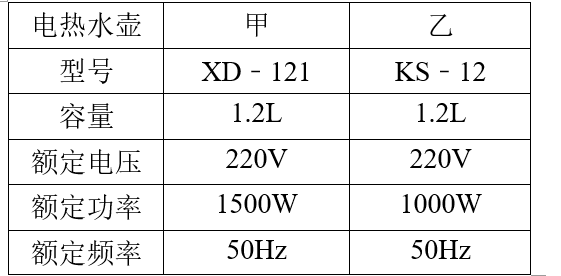 电热水壶 甲 乙
型号 XD‐121 KS‐12
容量 1.2L 1.2L
额定电压 220V 220V
额定功率 1500W 1000W
额定频率 50Hz 50Hz